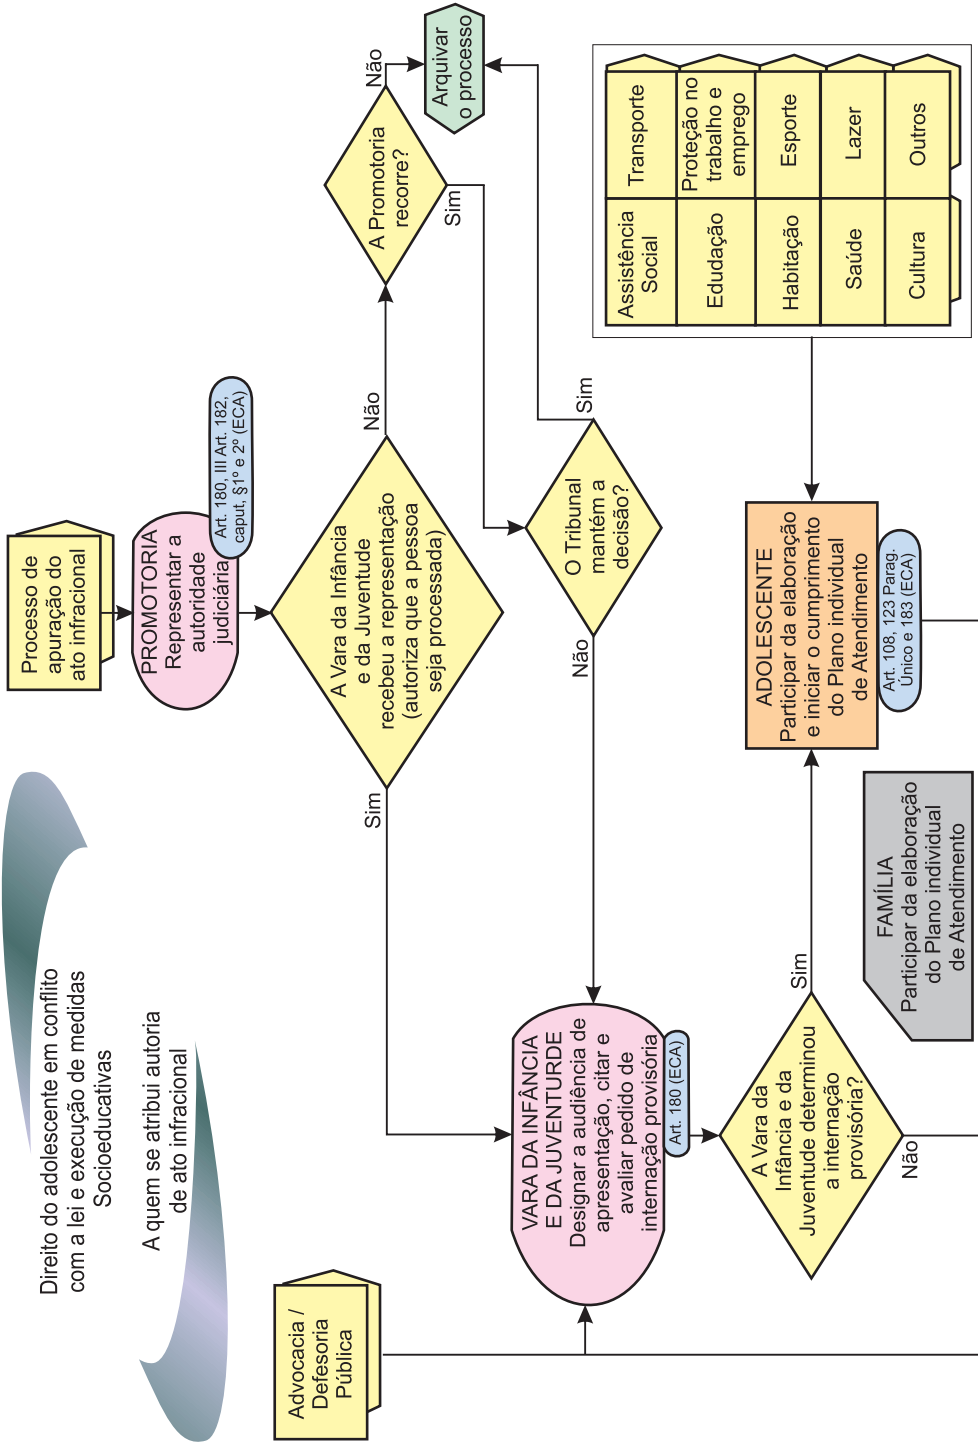 Direito do adolescente em conflito
com a lei e execução de medidas
Socioeducativas
A quem se atribui autoria
de ato infracional
Processo de
apuração do
ato infracional
PROMOTORIA
Representar a
autoridade
judiciária
Art. 180, III Art. 182,
caput, §1º e 2º (ECA)
A Vara da Infância
e da Juventude
recebeu a representação
(autoriza que a pessoa
seja processada)
Não
Sim
A Promotoria
recorre?
Não
Sim
Arquivar
o processo
O Tribunal
mantém a
decisão?
Sim
Não
Advocacia /
Defesoria
Pública
VARA DA INFÂNCIA
E DA JUVENTURDE
Designar a audiência de
apresentação, citar e
avaliar pedido de
internação provisória
Art. 180 (ECA)
A Vara da
Infância e da
Juventude determinou
a internação
provisória?
Sim
Não
ADOLESCENTE
Participar da elaboração
e iniciar o cumprimento
do Plano individual
de Atendimento
Art. 108, 123 Parag.
Único e 183 (ECA)
FAMÍLIA
Participar da elaboração
do Plano individual
de Atendimento
Assistência
Social
Transporte
Edudação
Proteção no
trabalho e
emprego
Habitação
Esporte
Saúde
Lazer
Cultura
Outros